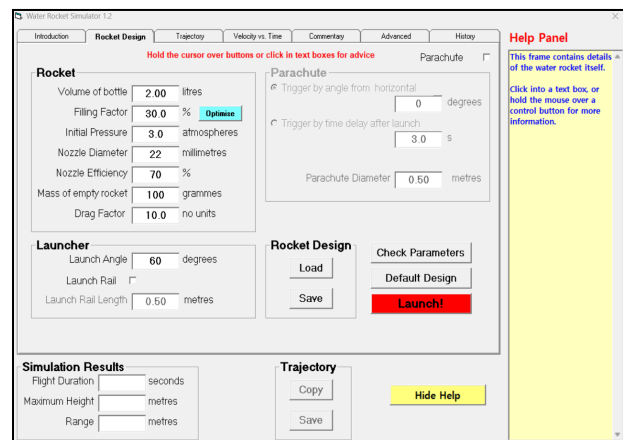 Water Rocket Simulator 1.2
Introduction Rocket Design Trajectory Velocity vs. Time Commentary Advanced History
Hold the cursor over buttons or click in text boxes for advice
Parachute
Rocket
Volume of bottle 2.00 litres
Filling Factor 30.0 % Optimise
Initial Pressure 3.0 atmospheres
Nozzle Diameter 22 millimetres
Nozzle Efficiency 70 %
Mass of empty rocket 100 grammes
Drag Factor 10.0 no units
Parachute
Trigger by angle from horizontal
0 degrees
Trigger by time delay after launch
3.0 s
Parachute Diameter 0.50 metres
Launcher
Launch Angle 60 degrees
Launch Rail
Launch Rail Length 0.50 metres
Rocket Design
Load
Save
Check Parameters
Default Design
Launch!
Simulation Results
Flight Duration seconds
Maximum Height metres
Range metres
Trajectory
Copy
Save
Hide Help
Help Panel
This frame contains details
of the water rocket itself.
Click into a text box, or
hold the mouse over a
control button for more
information.